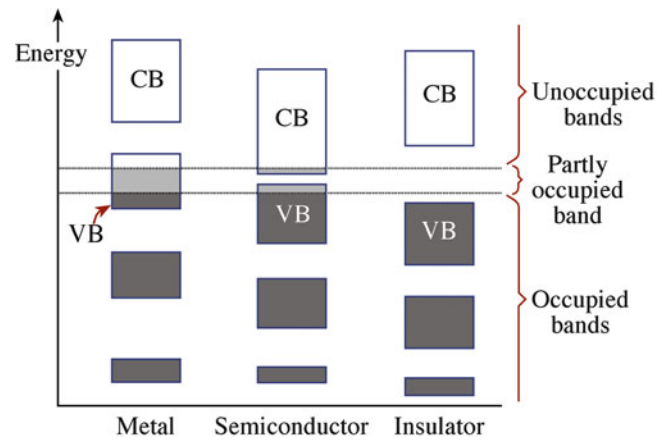 Energy
CB
CB
CB
Unoccupied
bands
Partly
occupied
band
VB
VB
VB
Occupied
bands
Metal
Semiconductor
Insulator